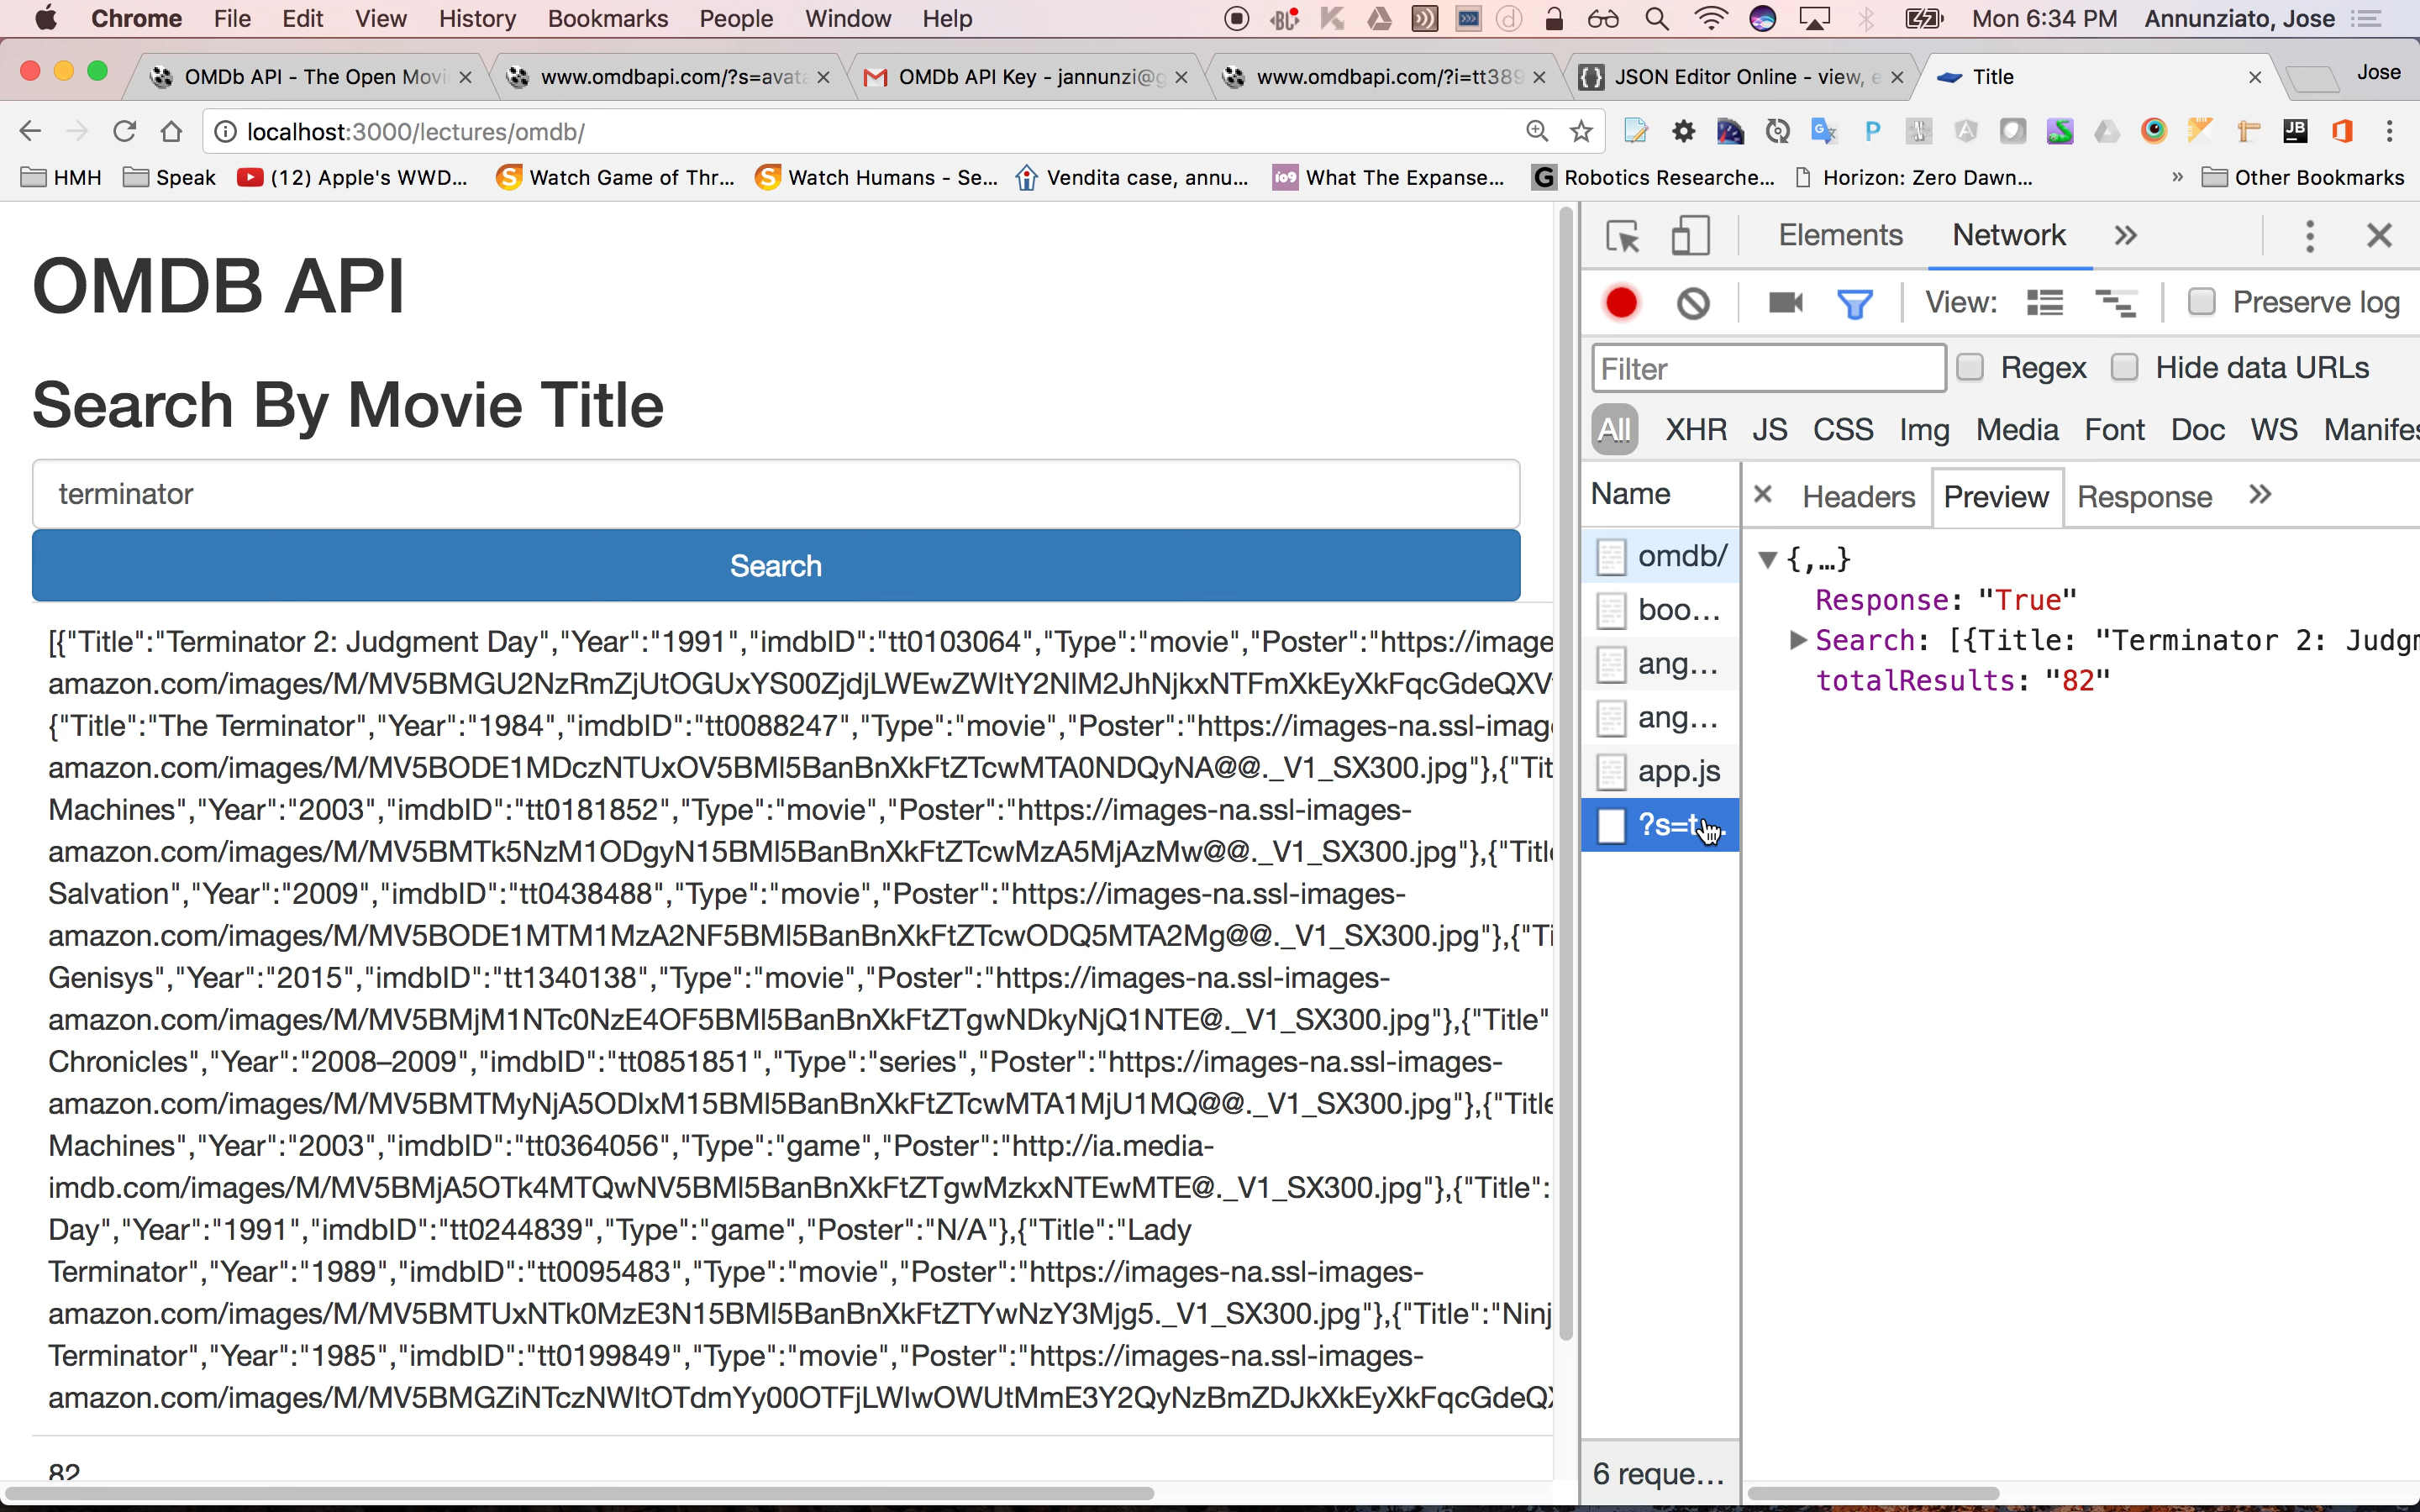 Chrome File Edit View History Bookmarks People Window Help Mon 6:34 PM Annunziato, Jose
OMDb API - The Open Movi
www.omdbapi.com/?s=avata
OMDb API Key - jannunzi@g
www.omdbapi.com/?i=tt389
JSON Editor Online - view, e
Title
Jose
localhost:3000/lectures/omdb/
HMH Speak (12) Apple's WWD... Watch Game of Thr... Watch Humans - Se... Vendita case, annu... What The Expanse... Robotics Researche... Horizon: Zero Dawn... » Other Bookmarks
OMDB API
Search By Movie Title
terminator
Search
[{"Title":"Terminator 2: Judgment Day","Year":"1991","imdbID":"tt0103064","Type":"movie","Poster":"https://image
amazon.com/images/M/MV5BMGU2NzRmZjUtOGUxYS00ZjdjLWEwZWItY2NlM2JhNjkxNTFmXkEyXkFqcGdeQXV
{"Title":"The Terminator","Year":"1984","imdbID":"tt0088247","Type":"movie","Poster":"https://images-na.ssl-imag
amazon.com/images/M/MV5BODE1MDczNTUxOV5BMl5BanBnXkFtZTcwMTA0NDQyNA@@._V1_SX300.jpg"},{"Tit
Machines","Year":"2003","imdbID":"tt0181852","Type":"movie","Poster":"https://images-na.ssl-images-
amazon.com/images/M/MV5BMTk5NzM1ODgyN15BMl5BanBnXkFtZTcwMzA5MjAzMw@@._V1_SX300.jpg"},{"Titl
Salvation","Year":"2009","imdbID":"tt0438488","Type":"movie","Poster":"https://images-na.ssl-images-
amazon.com/images/M/MV5BODE1MTM1MzA2NF5BMl5BanBnXkFtZTcwODQ5MTA2Mg@@._V1_SX300.jpg"},{"Ti
Genisys","Year":"2015","imdbID":"tt1340138","Type":"movie","Poster":"https://images-na.ssl-images-
amazon.com/images/M/MV5BMjM1NTc0NzE4OF5BMl5BanBnXkFtZTgwNDkyNjQ1NTE@._V1_SX300.jpg"},{"Title"
Chronicles","Year":"2008–2009","imdbID":"tt0851851","Type":"series","Poster":"https://images-na.ssl-images-
amazon.com/images/M/MV5BMTMyNjA5ODIxM15BMl5BanBnXkFtZTcwMTA1MjU1MQ@@._V1_SX300.jpg"},{"Title
Machines","Year":"2003","imdbID":"tt0364056","Type":"game","Poster":"http://ia.media-
imdb.com/images/M/MV5BMjA5OTk4MTQwNV5BMl5BanBnXkFtZTgwMzkxNTEwMTE@._V1_SX300.jpg"},{"Title":
Day","Year":"1991","imdbID":"tt0244839","Type":"game","Poster":"N/A"},{"Title":"Lady
Terminator","Year":"1989","imdbID":"tt0095483","Type":"movie","Poster":"https://images-na.ssl-images-
amazon.com/images/M/MV5BMTUxNTk0MzE3N15BMl5BanBnXkFtZTYwNzY3Mjg5._V1_SX300.jpg"},{"Title":"Ninj
Terminator","Year":"1985","imdbID":"tt0199849","Type":"movie","Poster":"https://images-na.ssl-images-
amazon.com/images/M/MV5BMGZiNTczNWItOTdmYy00OTFjLWIwOWUtMmE3Y2QyNzBmZDJkXkEyXkFqcGdeQX
82
Elements Network »
View: Preserve log
Filter Regex Hide data URLs
All XHR JS CSS Img Media Font Doc WS Manifes
Name
omdb/
boo...
ang...
ang...
app.js
?s=t...
6 reque...
× Headers Preview Response »
▼ {,…}
Response: "True"
▶ Search: [{Title: "Terminator 2: Judgm
totalResults: "82"